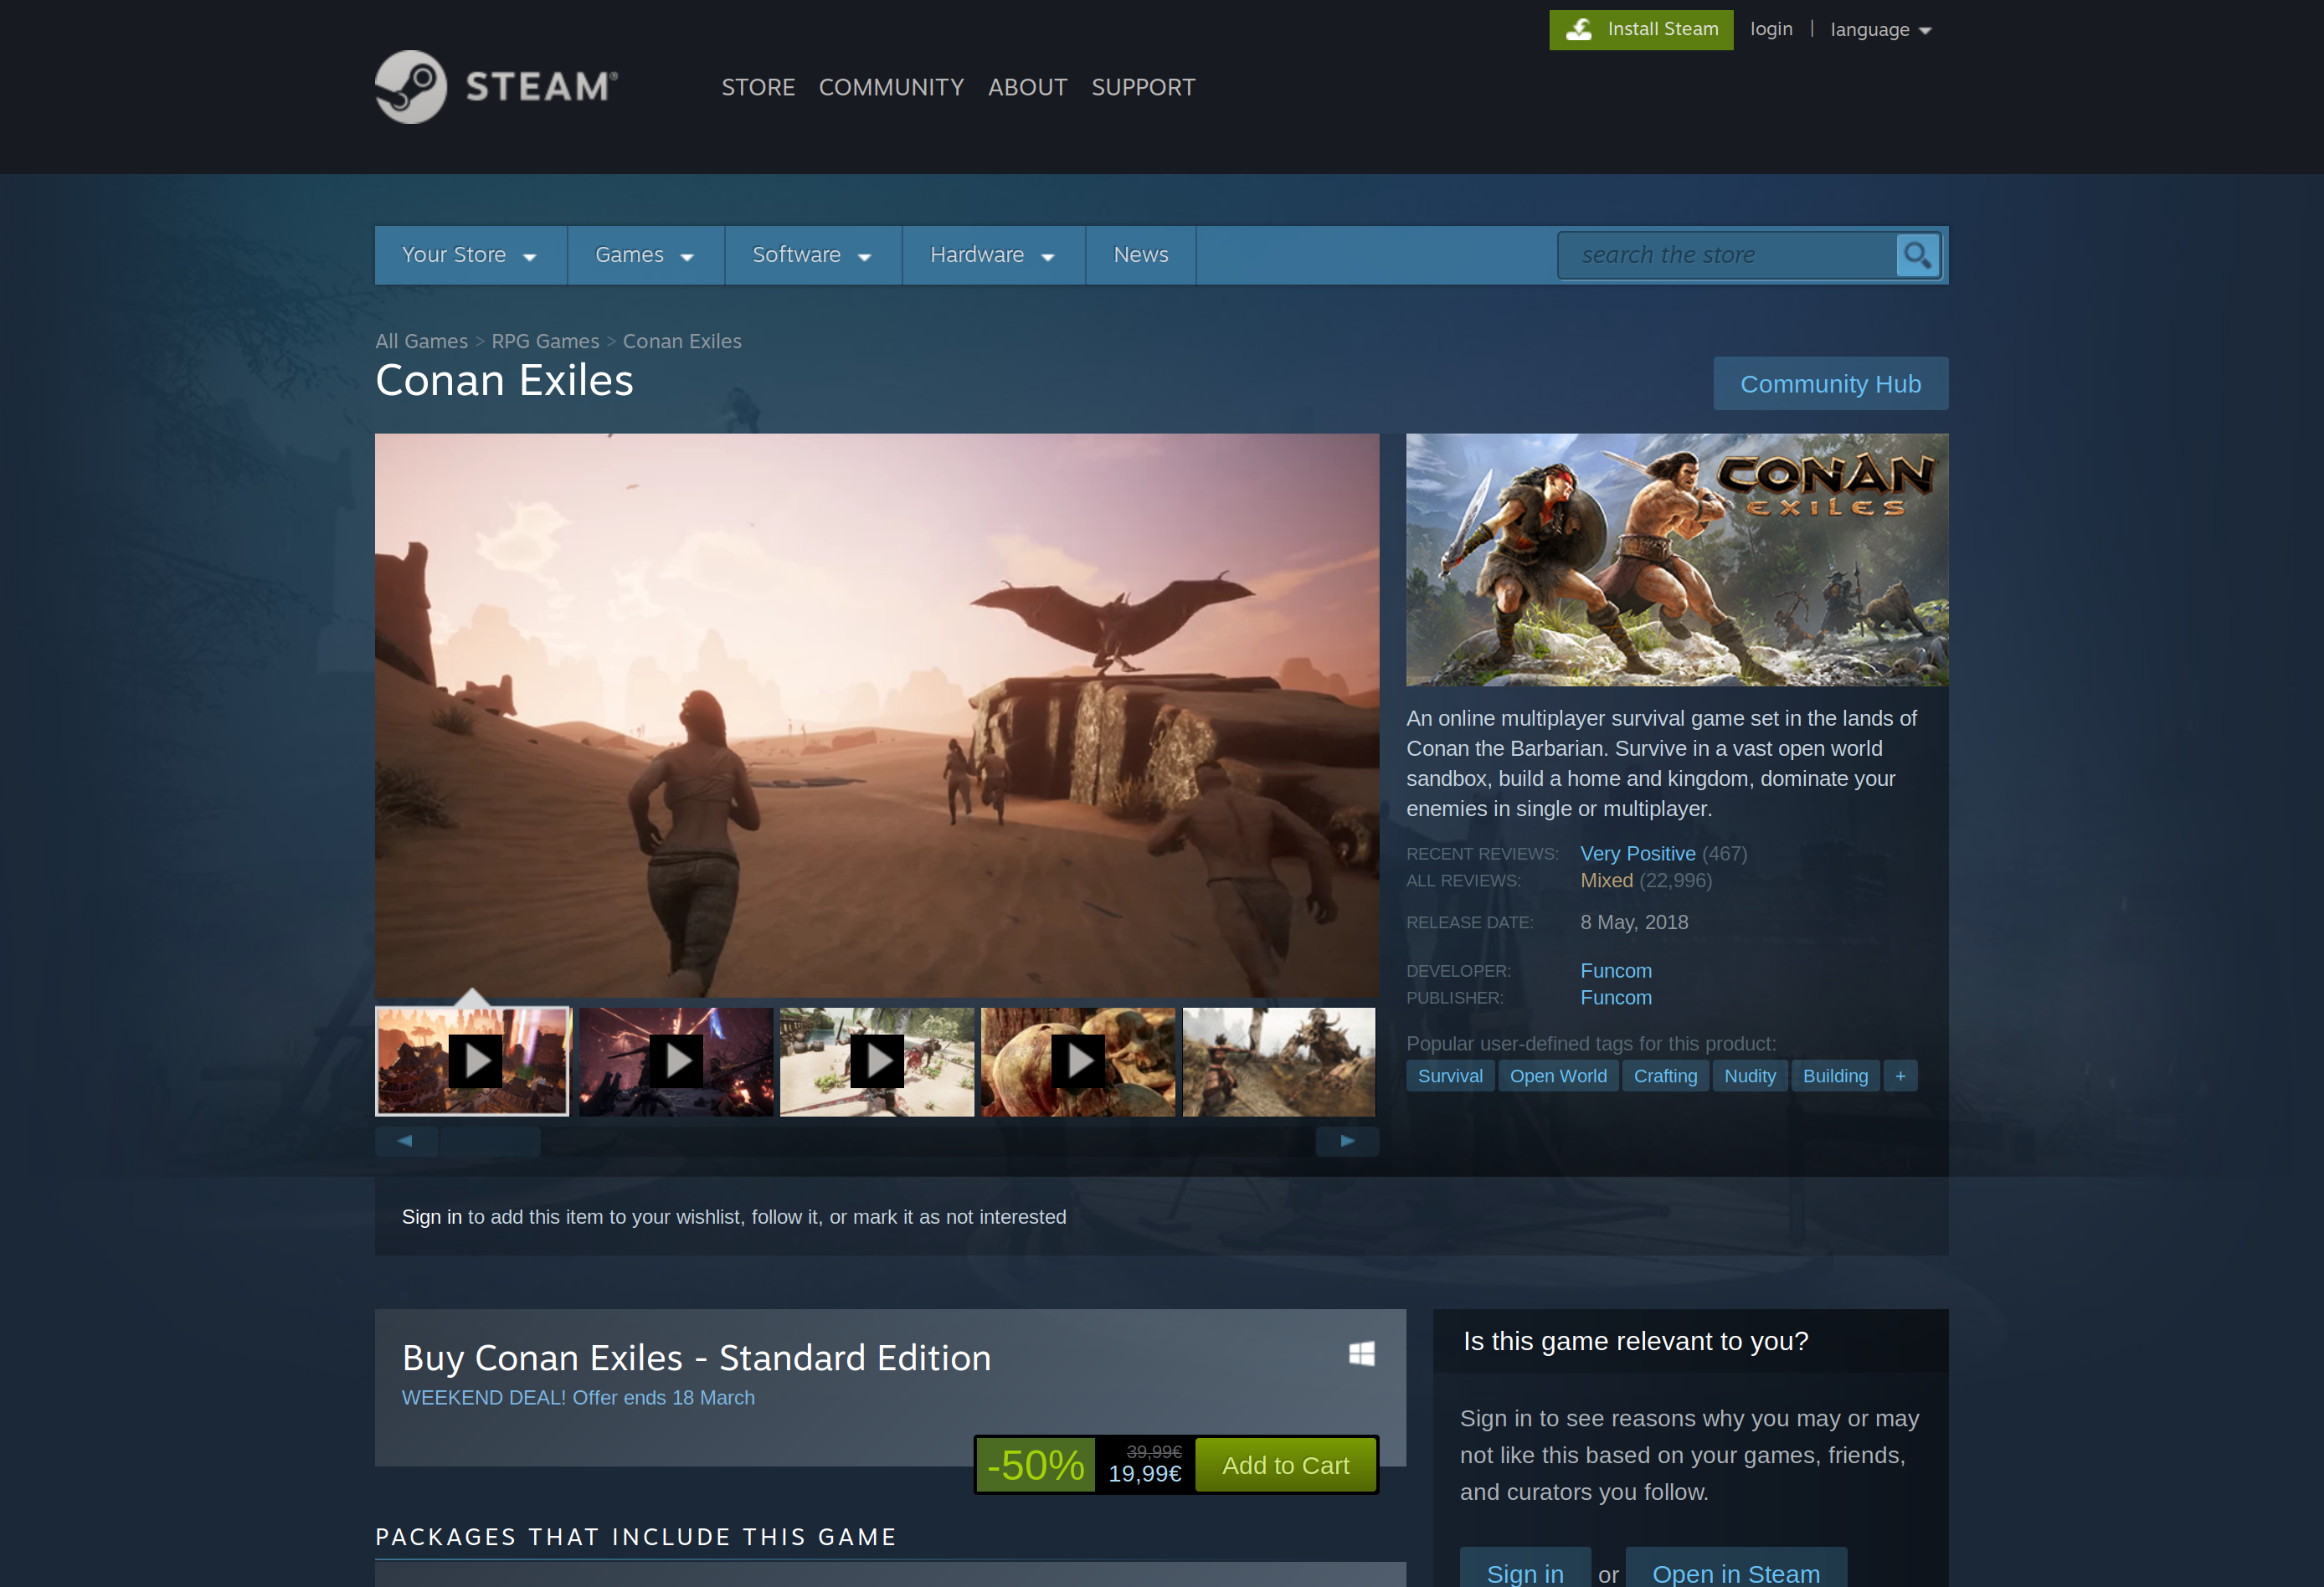 Install Steam
login | language
STEAM®
STORE COMMUNITY ABOUT SUPPORT
Your Store Games Software Hardware News
search the store
All Games > RPG Games > Conan Exiles
Conan Exiles
Community Hub
CONAN
EXILES
An online multiplayer survival game set in the lands of
Conan the Barbarian. Survive in a vast open world
sandbox, build a home and kingdom, dominate your
enemies in single or multiplayer.
RECENT REVIEWS: Very Positive (467)
ALL REVIEWS: Mixed (22,996)
RELEASE DATE: 8 May, 2018
DEVELOPER: Funcom
PUBLISHER: Funcom
Popular user-defined tags for this product:
Survival Open World Crafting Nudity Building +
Sign in to add this item to your wishlist, follow it, or mark it as not interested
Buy Conan Exiles - Standard Edition
WEEKEND DEAL! Offer ends 18 March
-50% 39,99€ 19,99€ Add to Cart
PACKAGES THAT INCLUDE THIS GAME
Is this game relevant to you?
Sign in to see reasons why you may or may
not like this based on your games, friends,
and curators you follow.
Sign in or Open in Steam